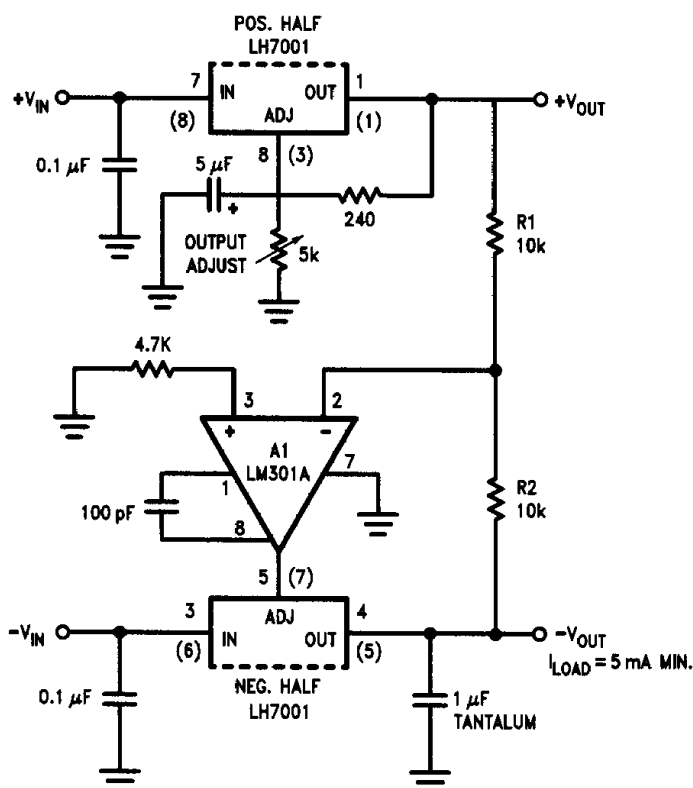 POS. HALF
LH7001
7
IN
OUT
1
+VIN
(8)
ADJ
(1)
+VOUT
0.1 μF
8
(3)
5 μF
+
240
R1
10k
OUTPUT
ADJUST
5k
4.7K
3
2
+
-
A1
LM301A
7
1
R2
10k
100 pF
8
5
(7)
3
ADJ
4
-VIN
IN
OUT
-VOUT
(6)
(5)
ILOAD = 5 mA MIN.
0.1 μF
NEG. HALF
LH7001
1 μF
TANTALUM